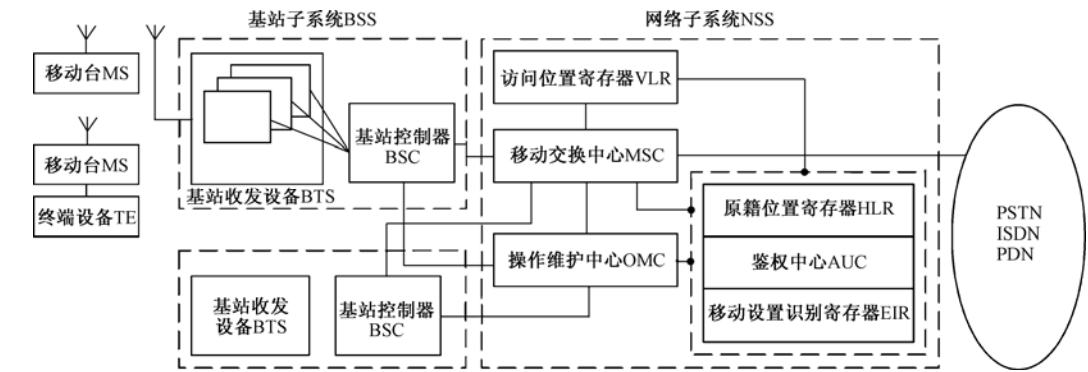 基站子系统BSS
网络子系统NSS
移动台MS
移动台MS
终端设备TE
基站控制器
BSC
基站收发设备BTS
基站收发
设备BTS
基站控制器
BSC
访问位置寄存器VLR
移动交换中心MSC
操作维护中心OMC
原籍位置寄存器HLR
鉴权中心AUC
移动设置识别寄存器EIR
PSTN
ISDN
PDN